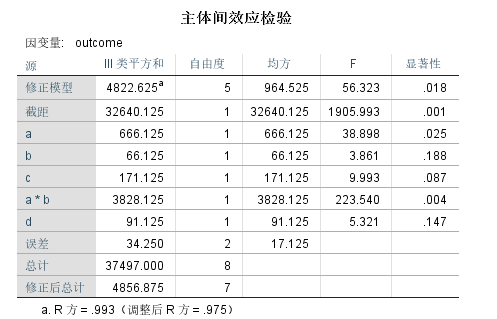 主体间效应检验
因变量: outcome
源 III 类平方和 自由度 均方 F 显著性
修正模型 4822.625a 5 964.525 56.323 .018
截距 32640.125 1 32640.125 1905.993 .001
a 666.125 1 666.125 38.898 .025
b 66.125 1 66.125 3.861 .188
c 171.125 1 171.125 9.993 .087
a * b 3828.125 1 3828.125 223.540 .004
d 91.125 1 91.125 5.321 .147
误差 34.250 2 17.125
总计 37497.000 8
修正后总计 4856.875 7
a. R 方 = .993（调整后 R 方 = .975）